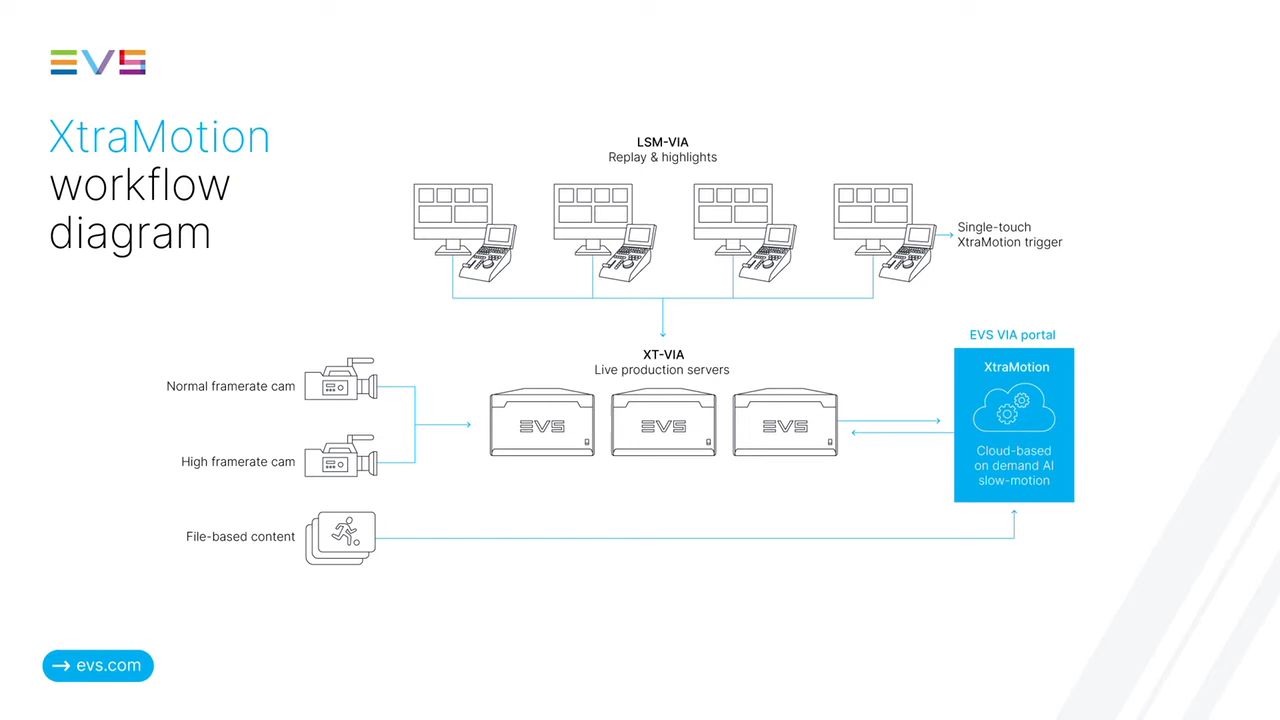 EVS
XtraMotion
workflow
diagram
LSM-VIA
Replay & highlights
Single-touch
XtraMotion trigger
XT-VIA
Live production servers
EVS VIA portal
XtraMotion
Cloud-based
on demand AI
slow-motion
Normal framerate cam
High framerate cam
File-based content
EVS
EVS
EVS
→ evs.com